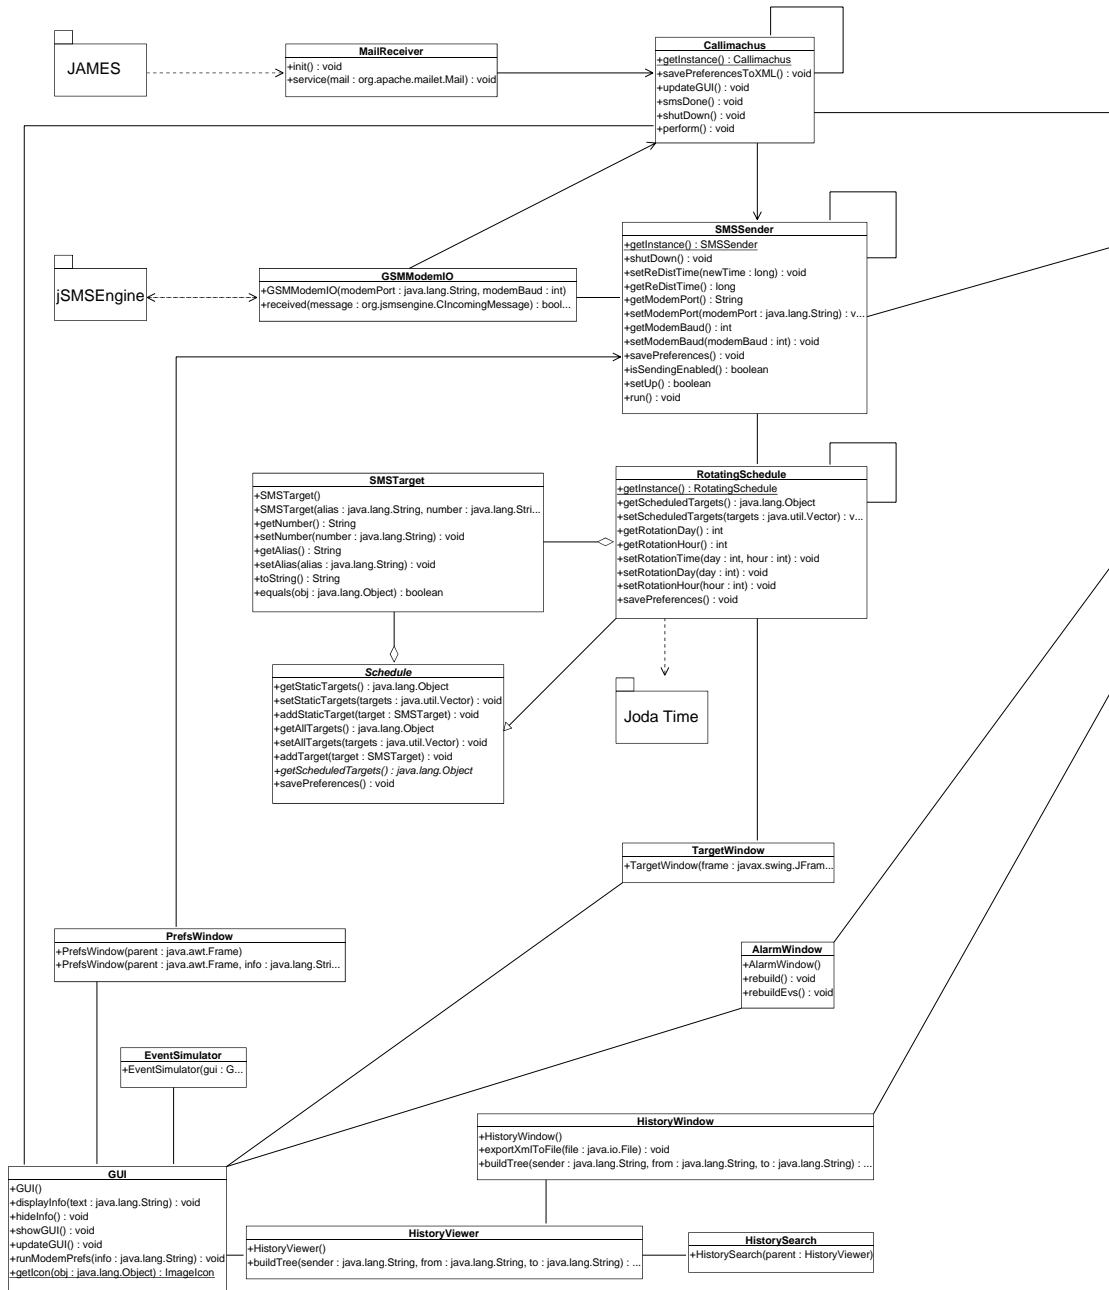 JAMES
MailReceiver
+init() : void
+service(mail : org.apache.mailet.Mail) : void
Callimachus
+getInstance() : Callimachus
+savePreferencesToXML() : void
+updateGUI() : void
+smsDone() : void
+shutDown() : void
+perform() : void
jSMSEngine
GSMModemIO
+GSMModemIO(modemPort : java.lang.String, modemBaud : int)
+received(message : org.jsmsengine.CIncomingMessage) : bool...
SMSSender
+getInstance() : SMSSender
+shutDown() : void
+setReDistTime(newTime : long) : void
+getReDistTime() : long
+getModemPort() : String
+setModemPort(modemPort : java.lang.String) : v...
+getModemBaud() : int
+setModemBaud(modemBaud : int) : void
+savePreferences() : void
+isSendingEnabled() : boolean
+setUp() : boolean
+run() : void
SMSTarget
+SMSTarget()
+SMSTarget(alias : java.lang.String, number : java.lang.Stri...
+getNumber() : String
+setNumber(number : java.lang.String) : void
+getAlias() : String
+setAlias(alias : java.lang.String) : void
+toString() : String
+equals(obj : java.lang.Object) : boolean
RotatingSchedule
+getInstance() : RotatingSchedule
+getScheduledTargets() : java.lang.Object
+setScheduledTargets(targets : java.util.Vector) : v...
+getRotationDay() : int
+getRotationHour() : int
+setRotationTime(day : int, hour : int) : void
+setRotationDay(day : int) : void
+setRotationHour(hour : int) : void
+savePreferences() : void
Schedule
+getStaticTargets() : java.lang.Object
+setStaticTargets(targets : java.util.Vector) : void
+addStaticTarget(target : SMSTarget) : void
+getAllTargets() : java.lang.Object
+setAllTargets(targets : java.util.Vector) : void
+addTarget(target : SMSTarget) : void
+getScheduledTargets() : java.lang.Object
+savePreferences() : void
Joda Time
TargetWindow
+TargetWindow(frame : javax.swing.JFram...
PrefsWindow
+PrefsWindow(parent : java.awt.Frame)
+PrefsWindow(parent : java.awt.Frame, info : java.lang.Stri...
AlarmWindow
+AlarmWindow()
+rebuild() : void
+rebuildEvs() : void
EventSimulator
+EventSimulator(gui : G...
HistoryWindow
+HistoryWindow()
+exportXmlToFile(file : java.io.File) : void
+buildTree(sender : java.lang.String, from : java.lang.String, to : java.lang.String) : ...
GUI
+GUI()
+displayInfo(text : java.lang.String) : void
+hideInfo() : void
+showGUI() : void
+updateGUI() : void
+runModemPrefs(info : java.lang.String) : void
+getIcon(obj : java.lang.Object) : ImageIcon
HistoryViewer
+HistoryViewer()
+buildTree(sender : java.lang.String, from : java.lang.String, to : java.lang.String) : ...
HistorySearch
+HistorySearch(parent : HistoryViewer)